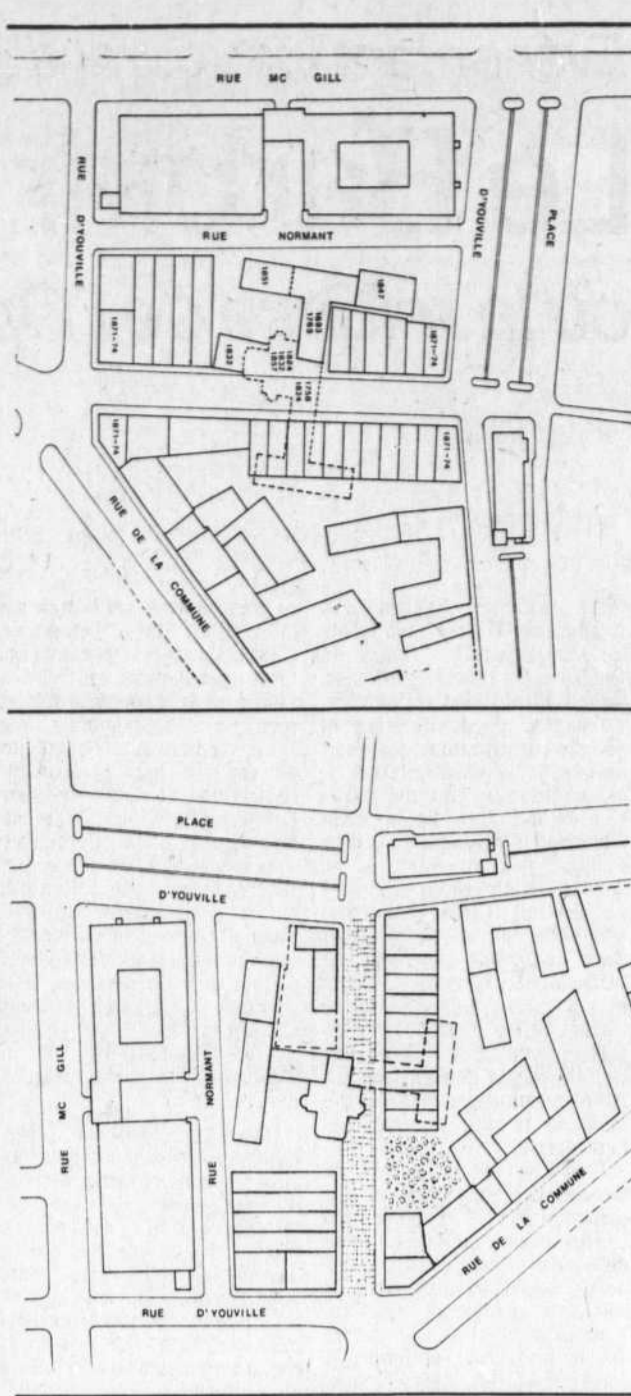 RUE MC GILL
RUE D'YOUVILLE
D'YOUVILLE
PLACE
RUE NORMANT
1851
1847
1871-74
1871-74
1832
1871-74
1871-74
RUE DE LA COMMUNE
PLACE
D'YOUVILLE
RUE MC GILL
RUE NORMANT
RUE DE LA COMMUNE
RUE D'YOUVILLE